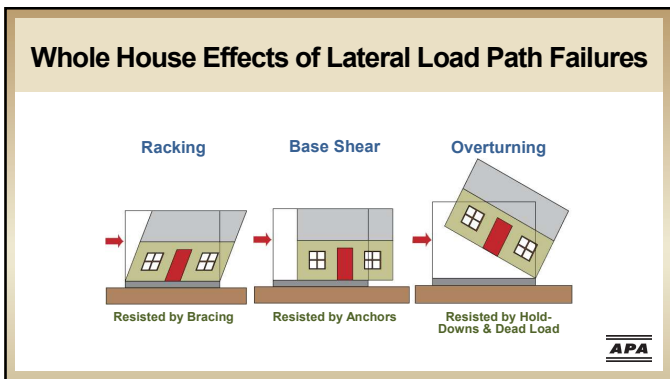 Whole House Effects of Lateral Load Path Failures
Racking
Base Shear
Overturning
Resisted by Bracing
Resisted by Anchors
Resisted by Hold-
Downs & Dead Load
APA